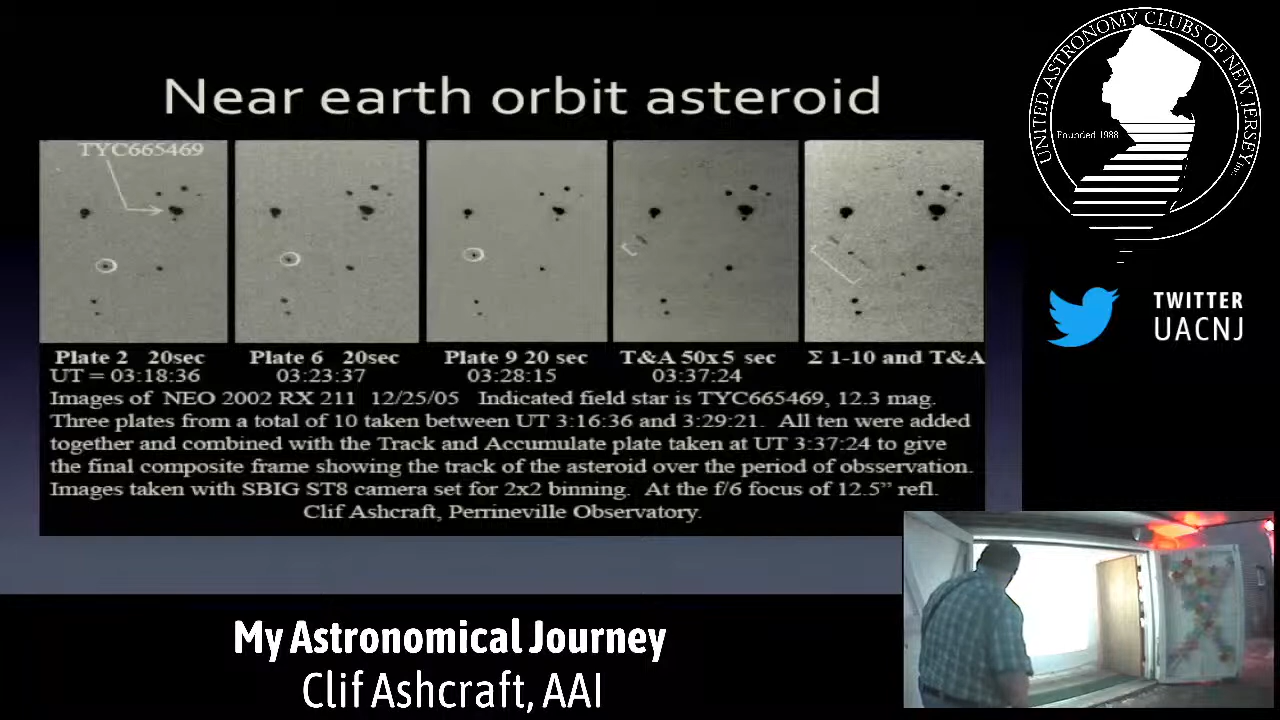 Near earth orbit asteroid
TYC665469
Plate 2 20sec
UT = 03:18:36
Plate 6 20sec
03:23:37
Plate 9 20 sec
03:28:15
T&A 50x5 sec
03:37:24
Σ 1-10 and T&A
Images of NEO 2002 RX 211 12/25/05 Indicated field star is TYC665469, 12.3 mag.
Three plates from a total of 10 taken between UT 3:16:36 and 3:29:21. All ten were added
together and combined with the Track and Accumulate plate taken at UT 3:37:24 to give
the final composite frame showing the track of the asteroid over the period of obsservation.
Images taken with SBIG ST8 camera set for 2x2 binning. At the f/6 focus of 12.5” refl.
Clif Ashcraft, Perrineville Observatory.
UNITED ASTRONOMY CLUBS OF NEW JERSEY Inc.
Founded 1988
TWITTER
UACNJ
My Astronomical Journey
Clif Ashcraft, AAI